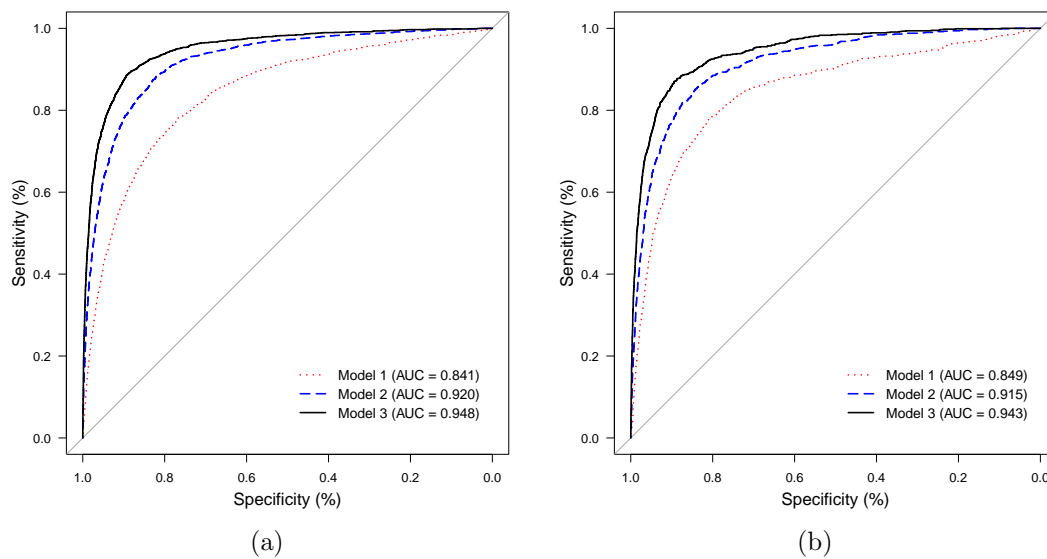 1.0
0.8
0.6
0.4
0.2
0.0
Sensitivity (%)
Model 1 (AUC = 0.841)
Model 2 (AUC = 0.920)
Model 3 (AUC = 0.948)
1.0 0.8 0.6 0.4 0.2 0.0
Specificity (%)
(a)
1.0
0.8
0.6
0.4
0.2
0.0
Sensitivity (%)
Model 1 (AUC = 0.849)
Model 2 (AUC = 0.915)
Model 3 (AUC = 0.943)
1.0 0.8 0.6 0.4 0.2 0.0
Specificity (%)
(b)